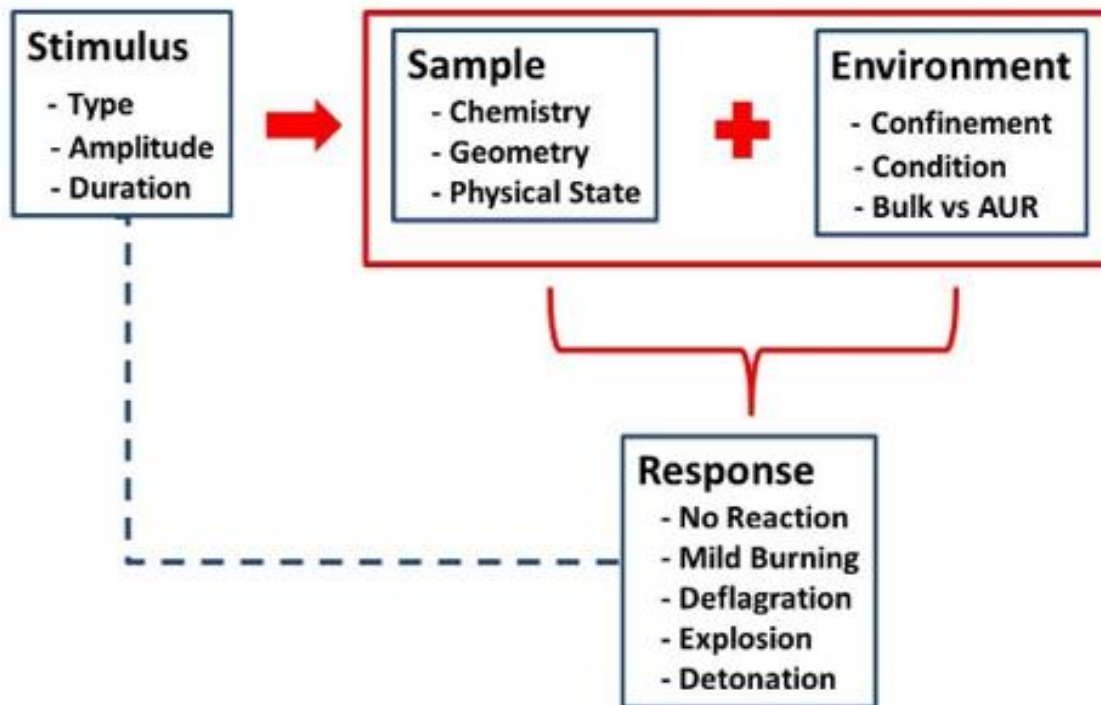 Stimulus
- Type
- Amplitude
- Duration
Sample
- Chemistry
- Geometry
- Physical State
Environment
- Confinement
- Condition
- Bulk vs AUR
Response
- No Reaction
- Mild Burning
- Deflagration
- Explosion
- Detonation